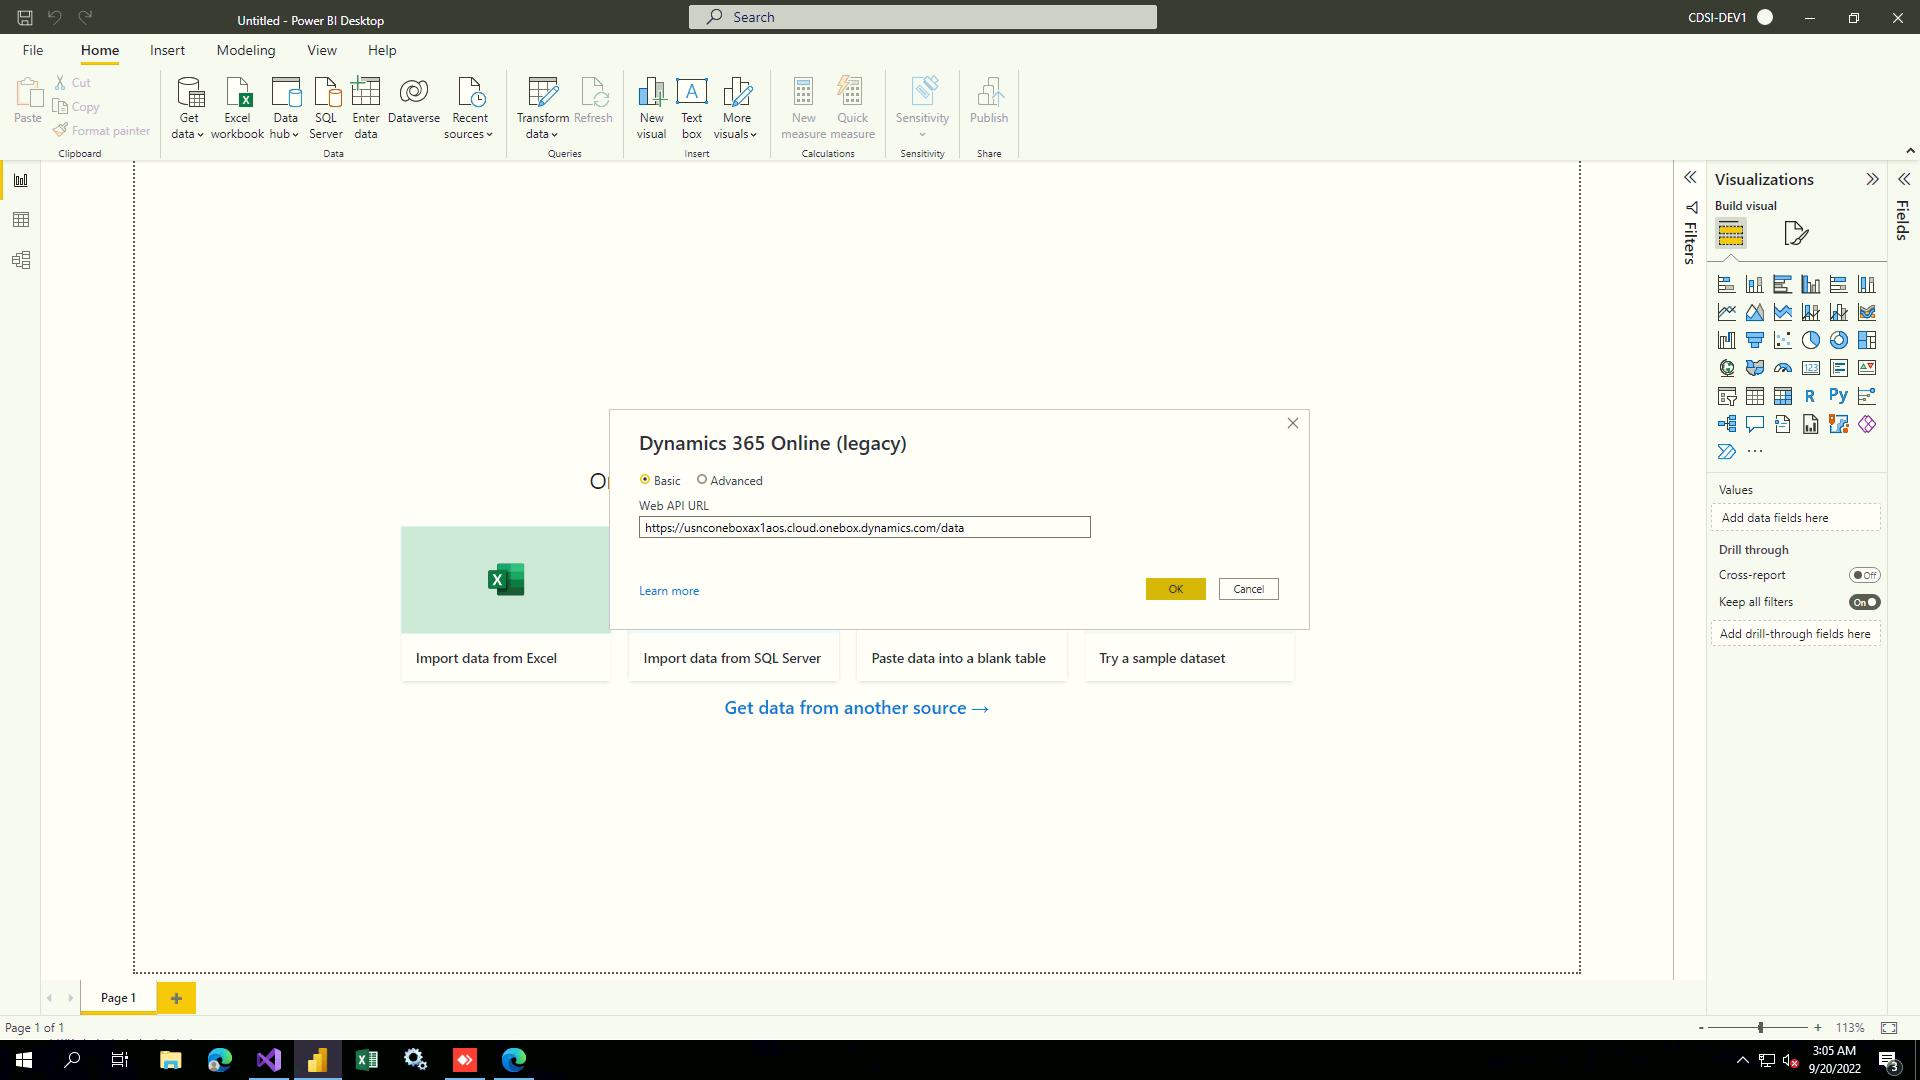 Untitled - Power BI Desktop
Search
CDSI-DEV1
File
Home
Insert
Modeling
View
Help
Paste
Cut
Copy
Format painter
Clipboard
Get data
Excel workbook
Data hub
SQL Server
Enter data
Dataverse
Recent sources
Data
Transform data
Refresh
Queries
New visual
Text box
More visuals
Insert
New measure
Quick measure
Calculations
Sensitivity
Sensitivity
Publish
Share
Filters
Visualizations
Build visual
Fields
123
R
Py
Values
Add data fields here
Drill through
Cross-report
Off
Keep all filters
On
Add drill-through fields here
Dynamics 365 Online (legacy)
Basic
Advanced
Web API URL
https://usnconeboxax1aos.cloud.onebox.dynamics.com/data
Learn more
OK
Cancel
Import data from Excel
Import data from SQL Server
Paste data into a blank table
Try a sample dataset
Get data from another source →
Page 1
Page 1 of 1
- + 113%
3:05 AM
9/20/2022
3